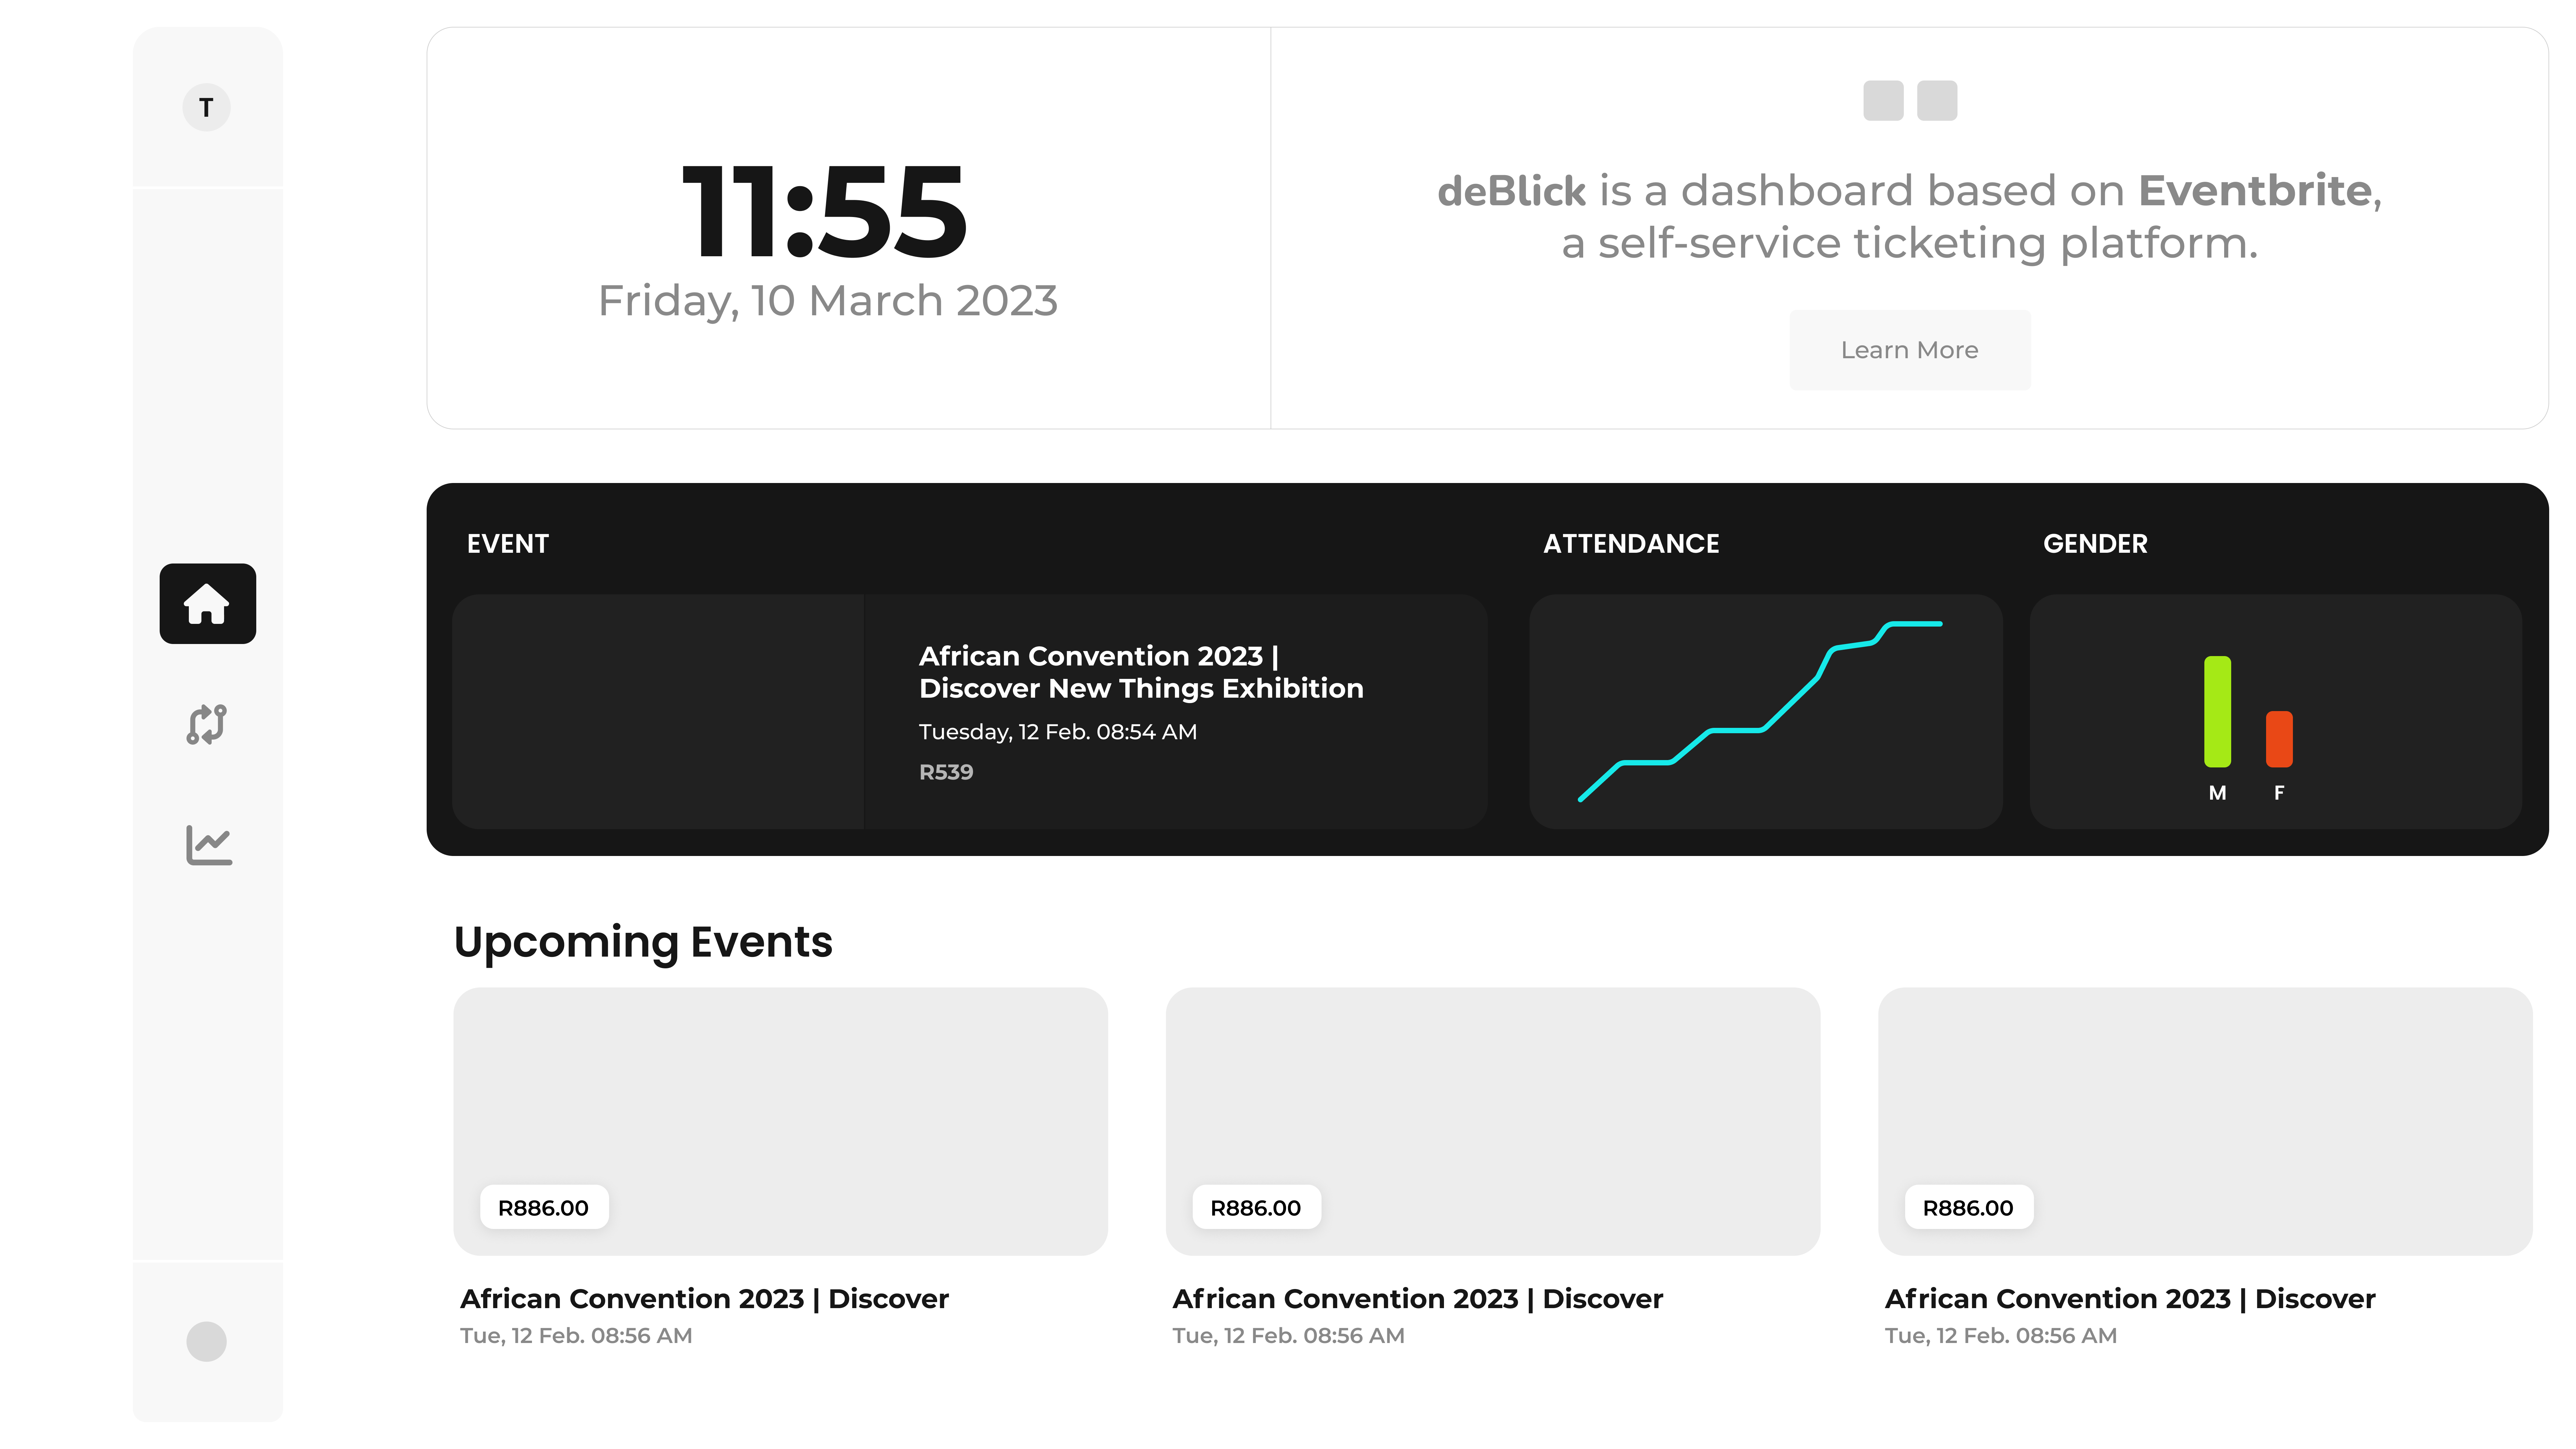 T
11:55
Friday, 10 March 2023
deBlick is a dashboard based on Eventbrite,
a self-service ticketing platform.
Learn More
EVENT
African Convention 2023 |
Discover New Things Exhibition
Tuesday, 12 Feb. 08:54 AM
R539
ATTENDANCE
GENDER
M
F
Upcoming Events
R886.00
African Convention 2023 | Discover
Tue, 12 Feb. 08:56 AM
R886.00
African Convention 2023 | Discover
Tue, 12 Feb. 08:56 AM
R886.00
African Convention 2023 | Discover
Tue, 12 Feb. 08:56 AM